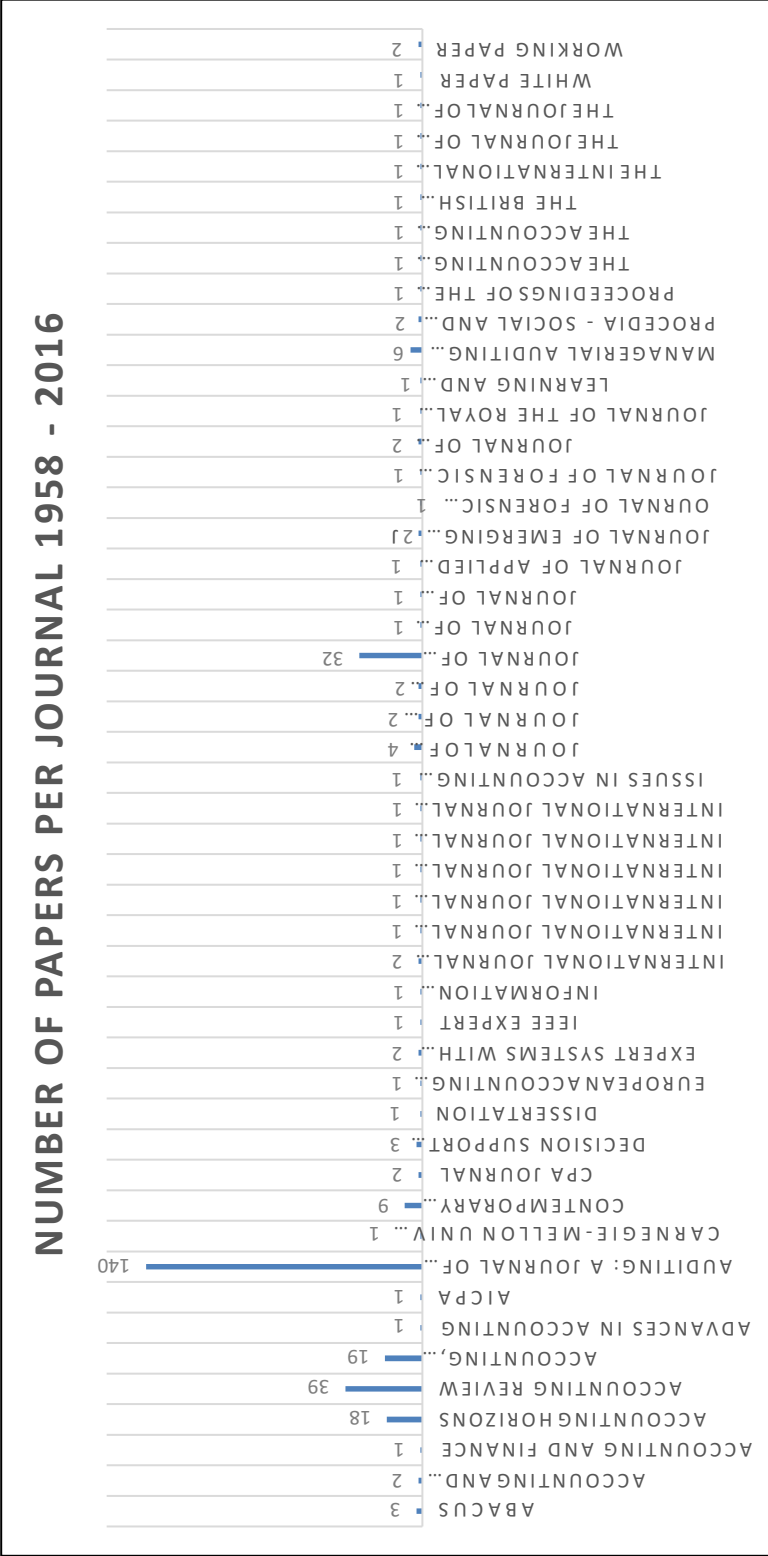 NUMBER OF PAPERS PER JOURNAL 1958 - 2016
ABACUS 3
ACCOUNTING AND… 2
ACCOUNTING AND FINANCE 1
ACCOUNTING HORIZONS 18
ACCOUNTING REVIEW 39
ACCOUNTING,… 19
ADVANCES IN ACCOUNTING 1
AICPA 1
AUDITING: A JOURNAL OF… 140
CARNEGIE-MELLON UNIV… 1
CONTEMPORARY… 9
CPA JOURNAL 2
DECISION SUPPORT… 3
DISSERTATION 1
EUROPEAN ACCOUNTING… 1
EXPERT SYSTEMS WITH… 2
IEEE EXPERT 1
INFORMATION… 1
INTERNATIONAL JOURNAL… 2
INTERNATIONAL JOURNAL… 1
INTERNATIONAL JOURNAL… 1
INTERNATIONAL JOURNAL… 1
INTERNATIONAL JOURNAL… 1
INTERNATIONAL JOURNAL… 1
ISSUES IN ACCOUNTING… 1
JOURNAL OF… 4
JOURNAL OF… 2
JOURNAL OF… 2
JOURNAL OF… 32
JOURNAL OF… 1
JOURNAL OF… 1
JOURNAL OF APPLIED… 1
JOURNAL OF EMERGING… 2 J
OURNAL OF FORENSIC… 1
JOURNAL OF FORENSIC… 1
JOURNAL OF… 2
JOURNAL OF THE ROYAL… 1
LEARNING AND… 1
MANAGERIAL AUDITING… 6
PROCEDIA - SOCIAL AND… 2
PROCEEDINGS OF THE… 1
THE ACCOUNTING… 1
THE ACCOUNTING… 1
THE BRITISH… 1
THE INTERNATIONAL… 1
THE JOURNAL OF… 1
THE JOURNAL OF… 1
WHITE PAPER 1
WORKING PAPER 2